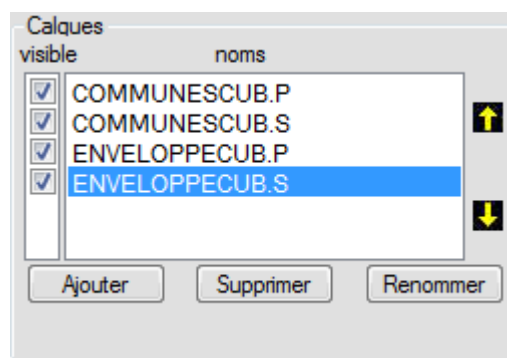 Calques
visible noms
COMMUNESCUB.P
COMMUNESCUB.S
ENVELOPPECUB.P
ENVELOPPECUB.S
Ajouter Supprimer Renommer